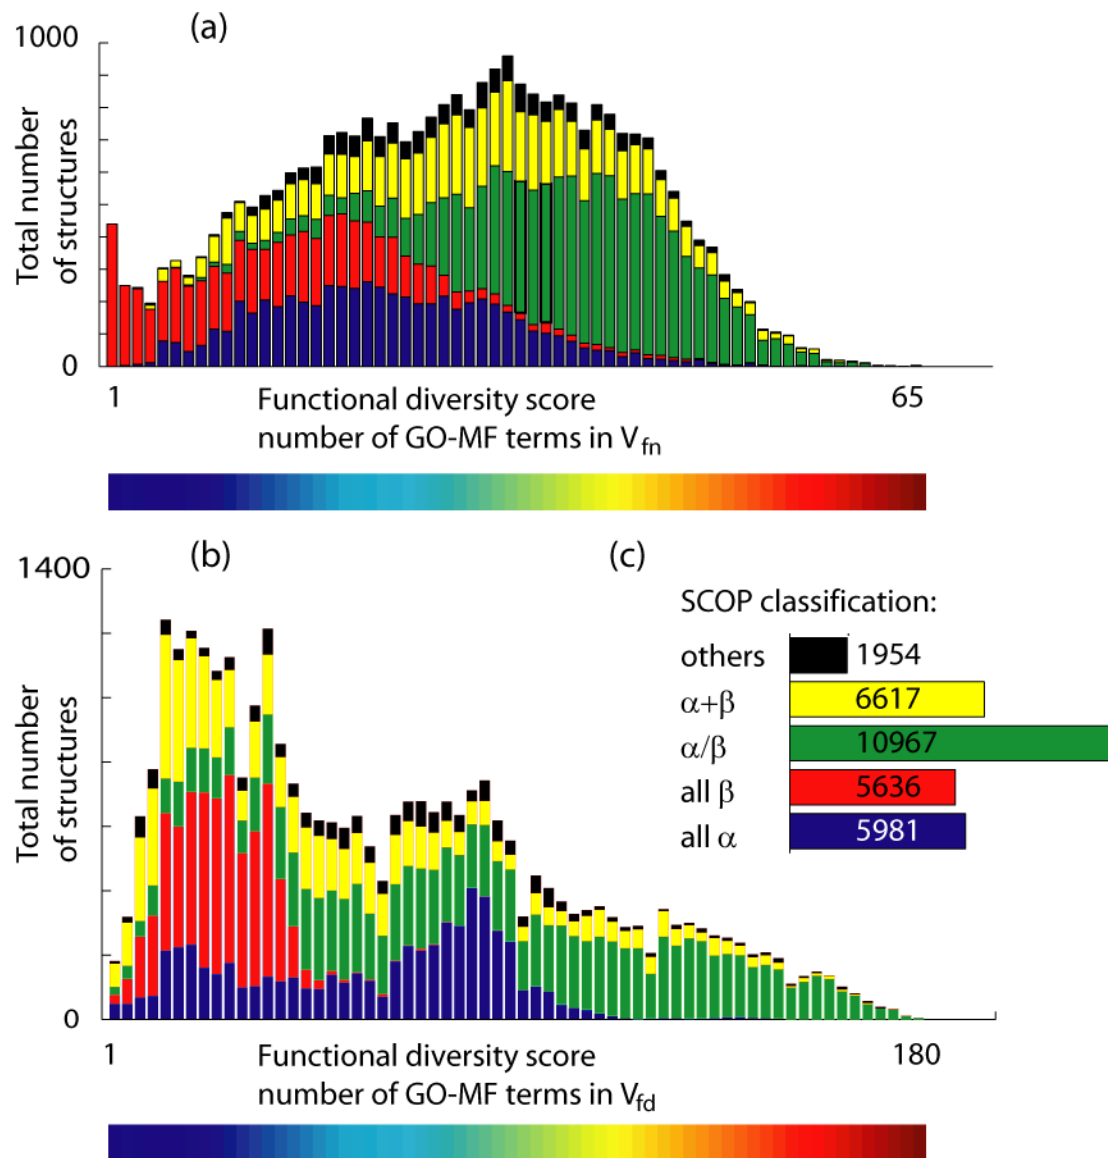 (a)
1000
Total number
of structures
1
65
Functional diversity score
number of GO-MF terms in Vfn
(b)
(c)
1400
Total number
of structures
0
1
180
Functional diversity score
number of GO-MF terms in Vfd
SCOP classification:
others 1954
α+β 6617
α/β 10967
all β 5636
all α 5981
0